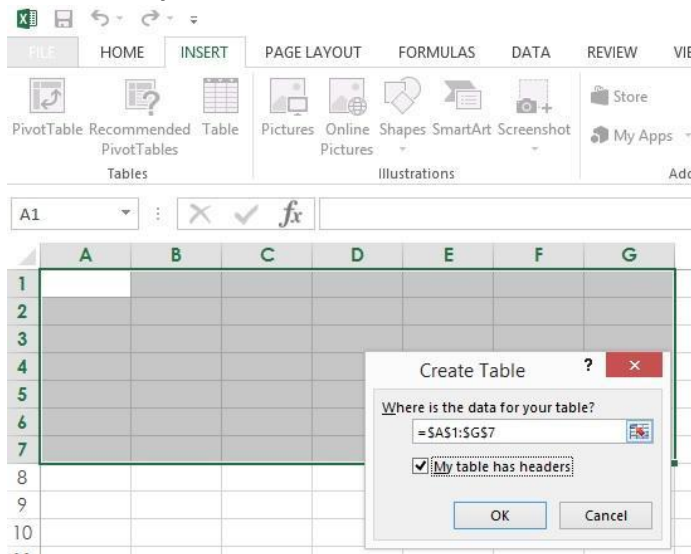 FILE HOME INSERT PAGE LAYOUT FORMULAS DATA REVIEW VIE
PivotTable Recommended Table Pictures Online Shapes SmartArt Screenshot Store
PivotTables Pictures My Apps
Tables Illustrations Add
A1 fx
A B C D E F G
1
2
3
4 Create Table ?
5 Where is the data for your table?
6 =$A$1:$G$7
7 My table has headers
8
9 OK Cancel
10